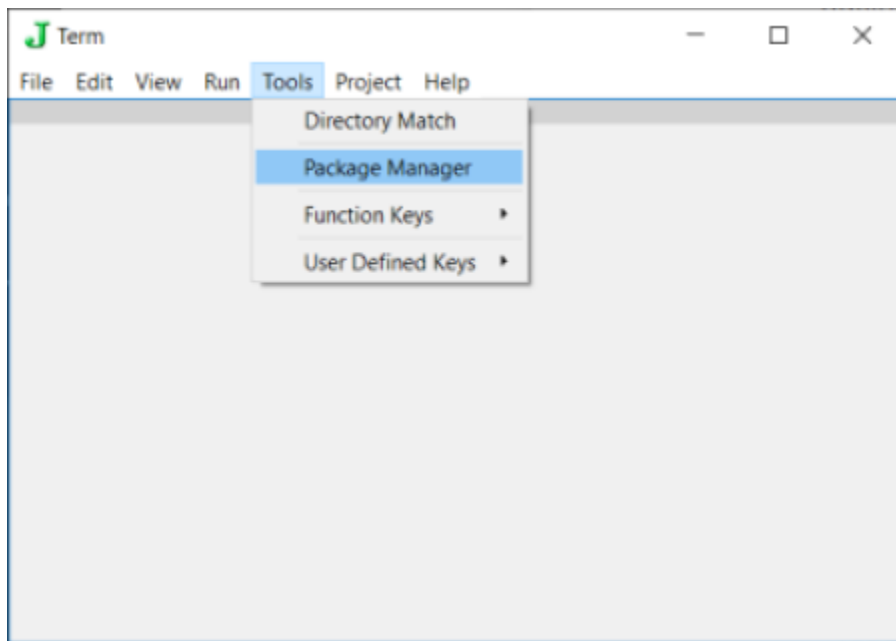 J Term
File Edit View Run Tools Project Help
Directory Match
Package Manager
Function Keys
User Defined Keys